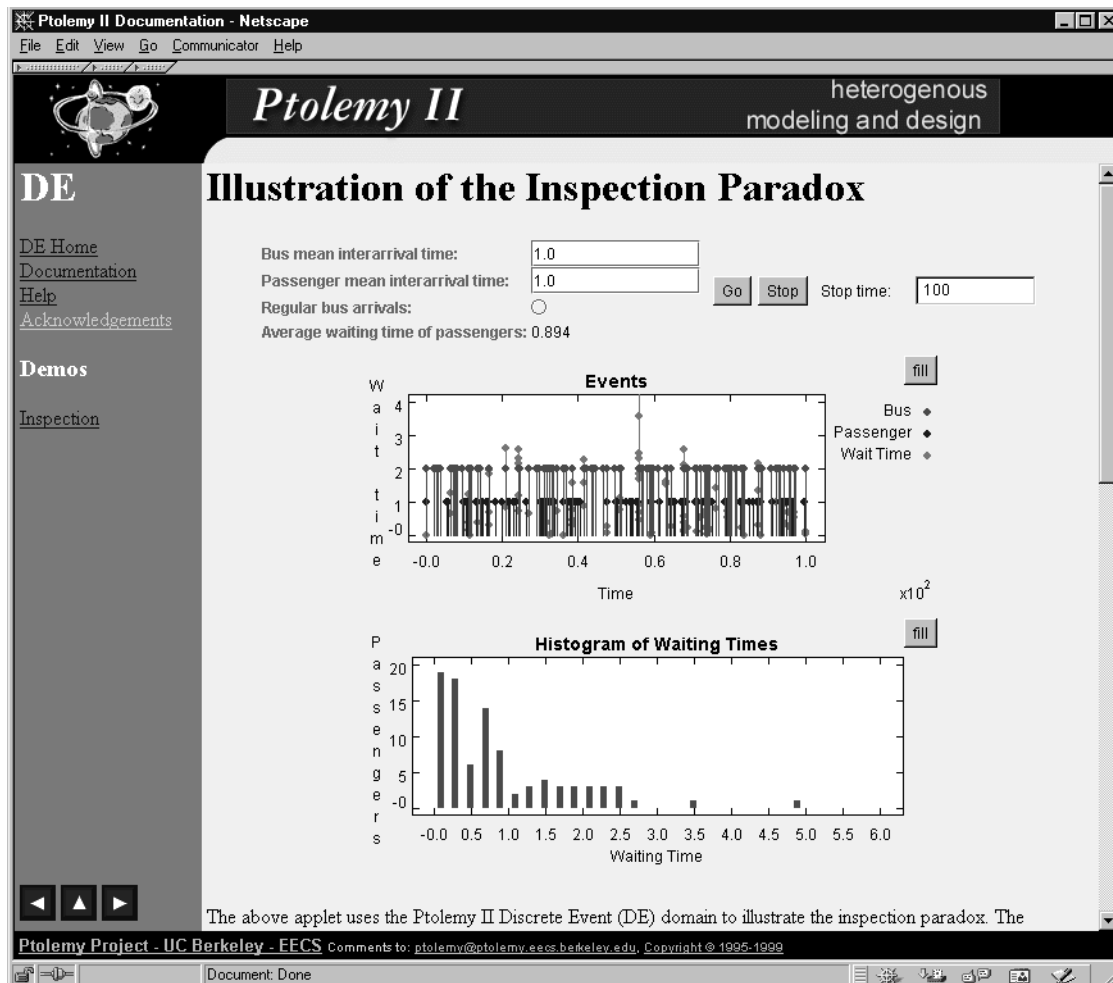 Ptolemy II Documentation - Netscape
File Edit View Go Communicator Help
Ptolemy II
heterogenous
modeling and design
DE
DE Home
Documentation
Help
Acknowledgements
Demos
Inspection
Illustration of the Inspection Paradox
Bus mean interarrival time: 1.0
Passenger mean interarrival time: 1.0
Regular bus arrivals:
Average waiting time of passengers: 0.894
Go Stop Stop time: 100
fill
Events
Wait time
4
3
2
1
-0
Bus
Passenger
Wait Time
-0.0 0.2 0.4 0.6 0.8 1.0
Time
x10^2
fill
Histogram of Waiting Times
Passengers
20
15
10
5
-0
-0.0 0.5 1.0 1.5 2.0 2.5 3.0 3.5 4.0 4.5 5.0 5.5 6.0
Waiting Time
The above applet uses the Ptolemy II Discrete Event (DE) domain to illustrate the inspection paradox. The
Ptolemy Project - UC Berkeley - EECS Comments to: ptolemy@ptolemy.eecs.berkeley.edu, Copyright © 1995-1999
Document: Done